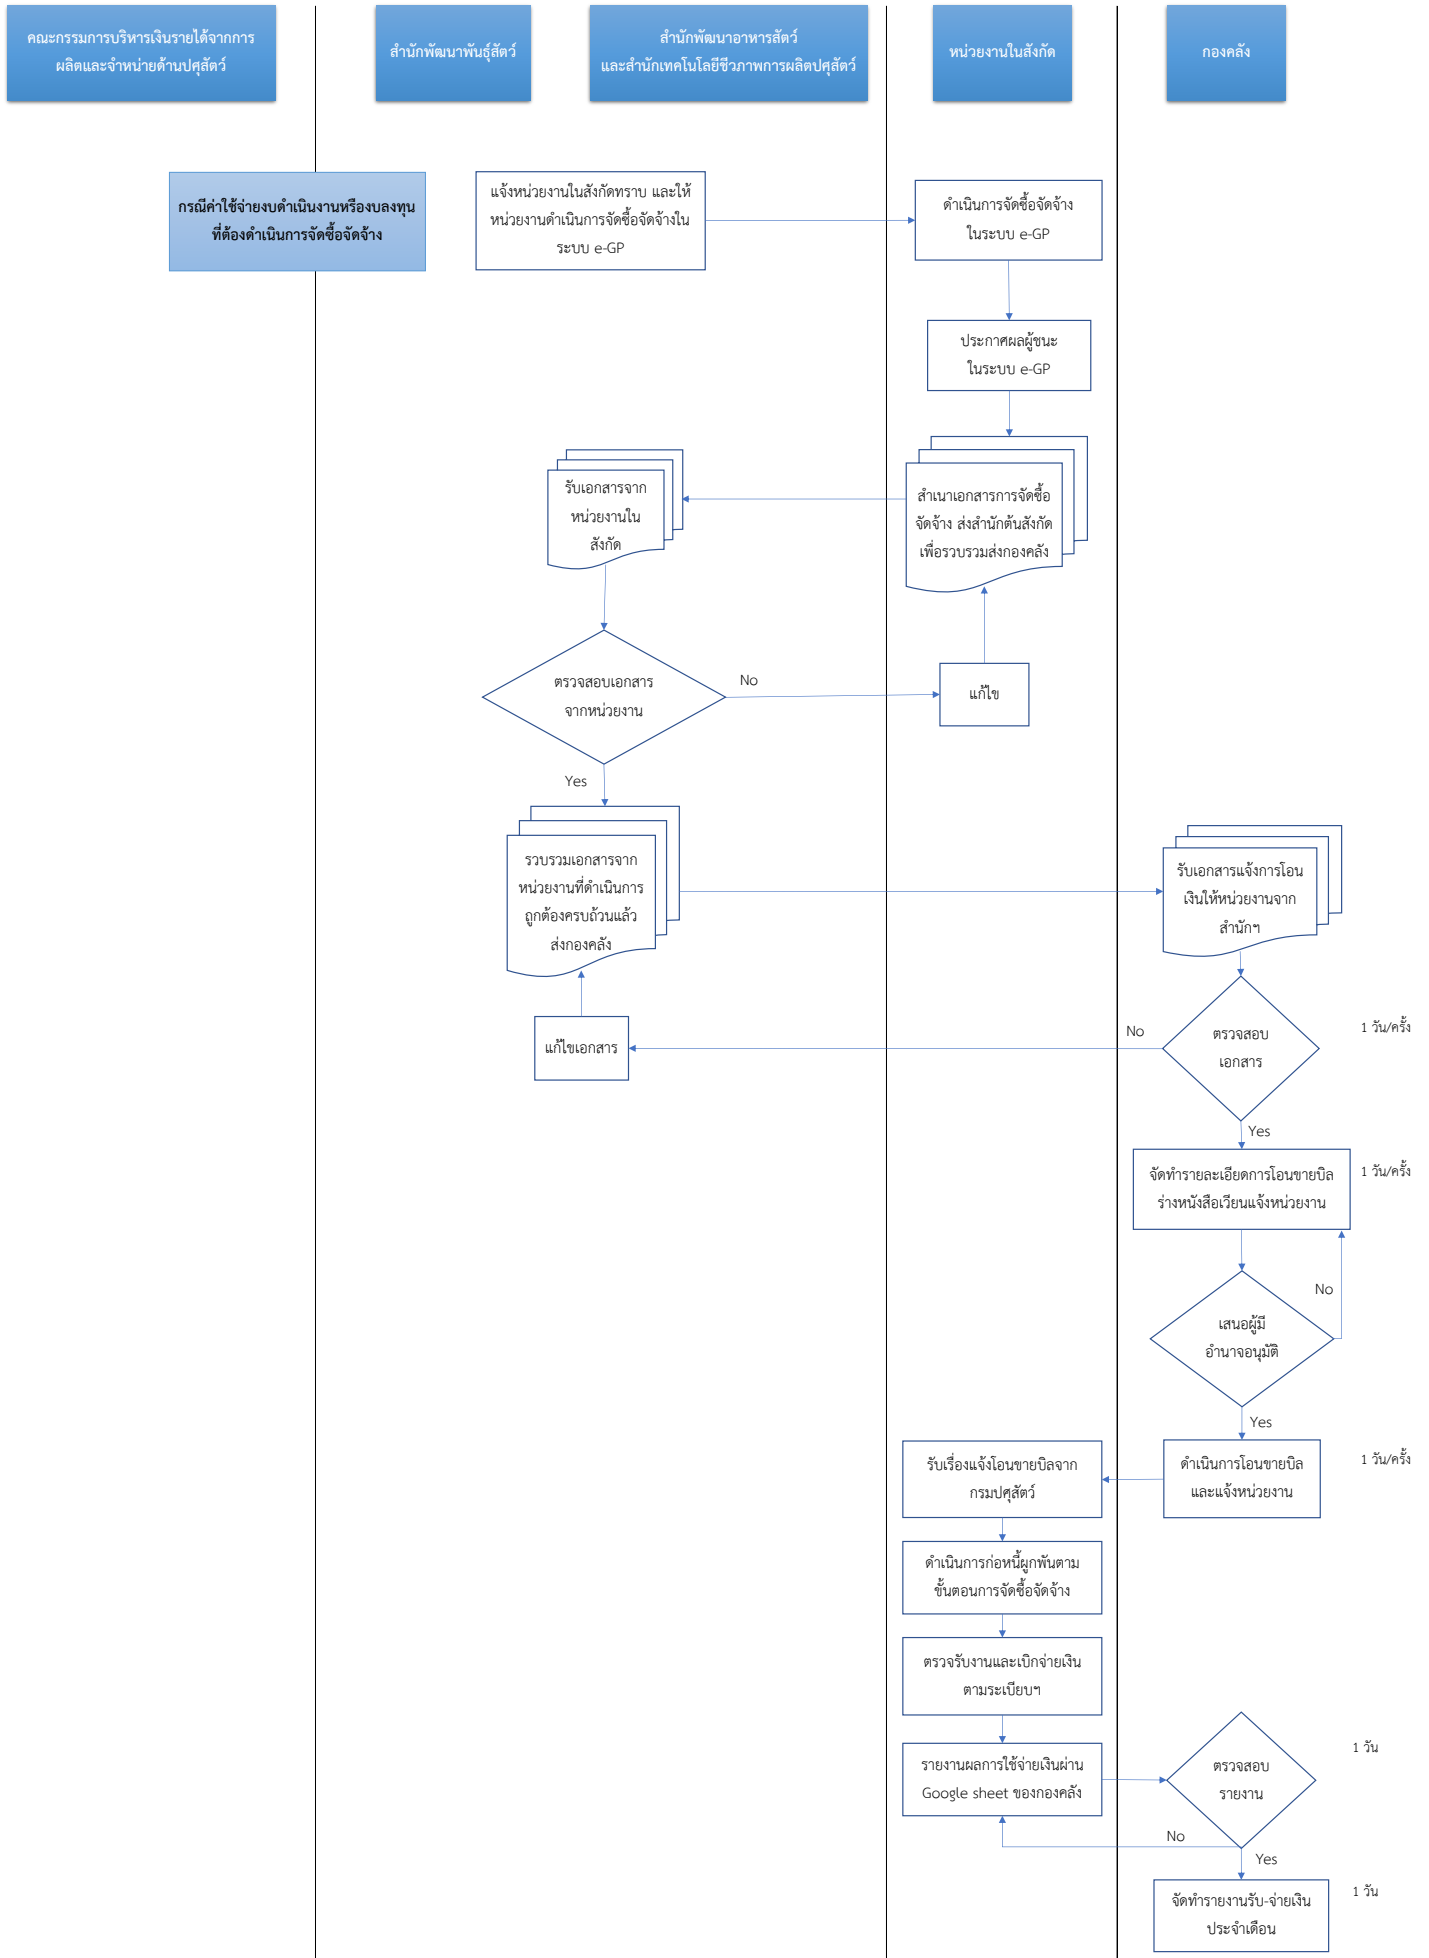 คณะกรรมการบริหารเงินรายได้จากการ
ผลิตและจำหน่ายด้านปศุสัตว์
สำนักพัฒนาพันธุ์สัตว์
สำนักพัฒนาอาหารสัตว์
และสำนักเทคโนโลยีชีวภาพการผลิตปศุสัตว์
หน่วยงานในสังกัด
กองคลัง
กรณีค่าใช้จ่ายงบดำเนินงานหรืองบลงทุน
ที่ต้องดำเนินการจัดซื้อจัดจ้าง
แจ้งหน่วยงานในสังกัดทราบ และให้
หน่วยงานดำเนินการจัดซื้อจัดจ้างใน
ระบบ e-GP
ดำเนินการจัดซื้อจัดจ้าง
ในระบบ e-GP
ประกาศผลผู้ชนะ
ในระบบ e-GP
รับเอกสารจาก
หน่วยงานใน
สังกัด
สำเนาเอกสารการจัดซื้อ
จัดจ้าง ส่งสำนักต้นสังกัด
เพื่อรวบรวมส่งกองคลัง
ตรวจสอบเอกสาร
จากหน่วยงาน
No
แก้ไข
Yes
รวบรวมเอกสารจาก
หน่วยงานที่ดำเนินการ
ถูกต้องครบถ้วนแล้ว
ส่งกองคลัง
รับเอกสารแจ้งการโอน
เงินให้หน่วยงานจาก
สำนักฯ
แก้ไขเอกสาร
No
ตรวจสอบ
เอกสาร
1 วัน/ครั้ง
Yes
จัดทำรายละเอียดการโอนขายบิล
ร่างหนังสือเวียนแจ้งหน่วยงาน
1 วัน/ครั้ง
No
เสนอผู้มี
อำนาจอนุมัติ
Yes
รับเรื่องแจ้งโอนขายบิลจาก
กรมปศุสัตว์
ดำเนินการโอนขายบิล
และแจ้งหน่วยงาน
1 วัน/ครั้ง
ดำเนินการก่อหนี้ผูกพันตาม
ขั้นตอนการจัดซื้อจัดจ้าง
ตรวจรับงานและเบิกจ่ายเงิน
ตามระเบียบฯ
รายงานผลการใช้จ่ายเงินผ่าน
Google sheet ของกองคลัง
ตรวจสอบ
รายงาน
1 วัน
No
Yes
จัดทำรายงานรับ-จ่ายเงิน
ประจำเดือน
1 วัน